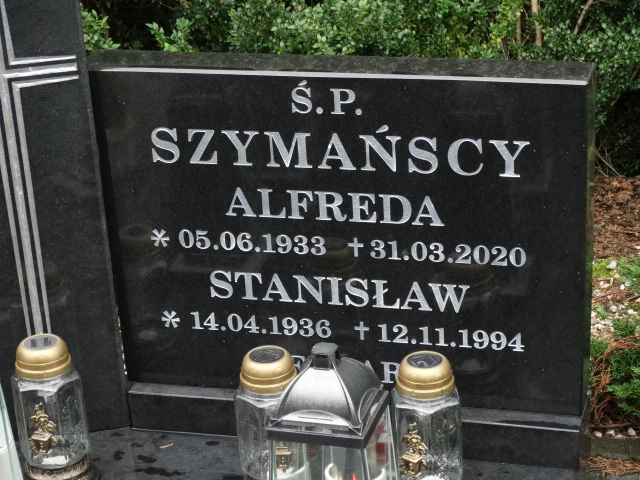 Ś.P.
SZYMAŃSCY
ALFREDA
* 05.06.1933 †31.03.2020
STANISŁAW
* 14.04.1936 †12.11.1994